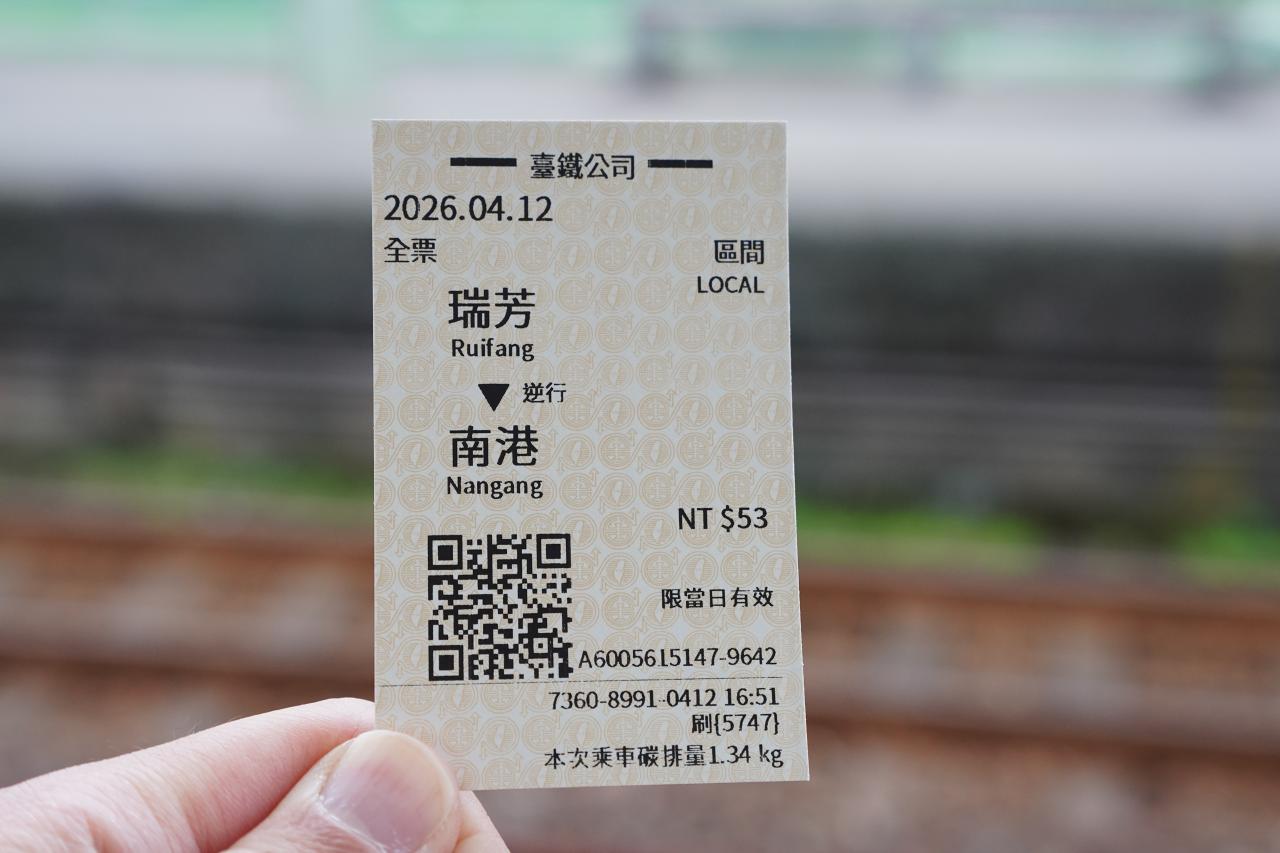 臺鐵公司
2026.04.12
全票 區間
LOCAL
瑞芳
Ruifang
▼ 逆行
南港
Nangang
NT $53
限當日有效
A6005615147-9642
7360-8991-0412 16:51
刷{5747}
本次乘車碳排量1.34 kg